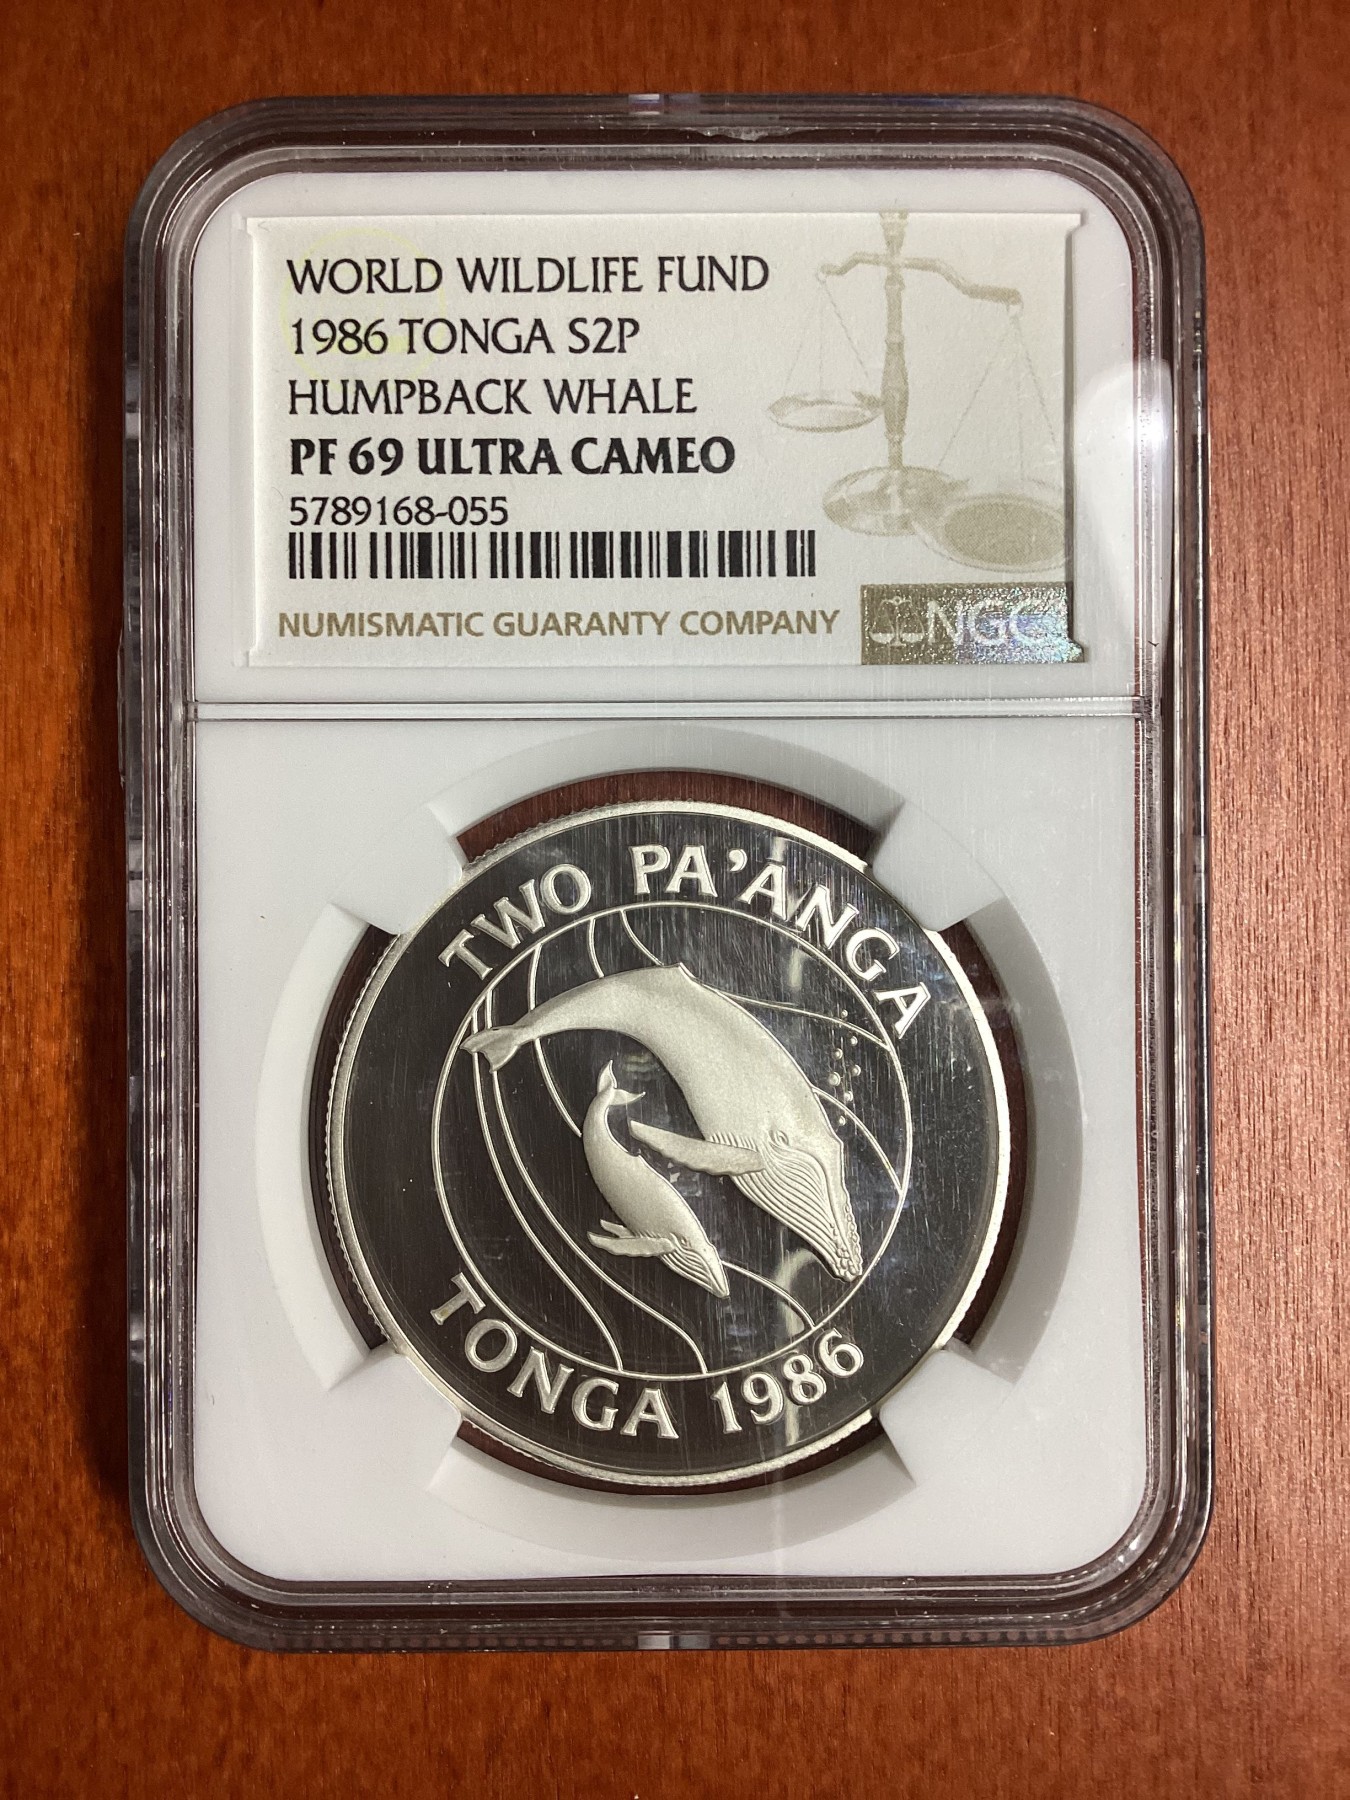 WORLD WILDLIFE FUND
1986 TONGA S2P
HUMPBACK WHALE
PF 69 ULTRA CAMEO
5789168-055
NUMISMATIC GUARANTY COMPANY
NGC
TWO PA'ANGA
TONGA 1986